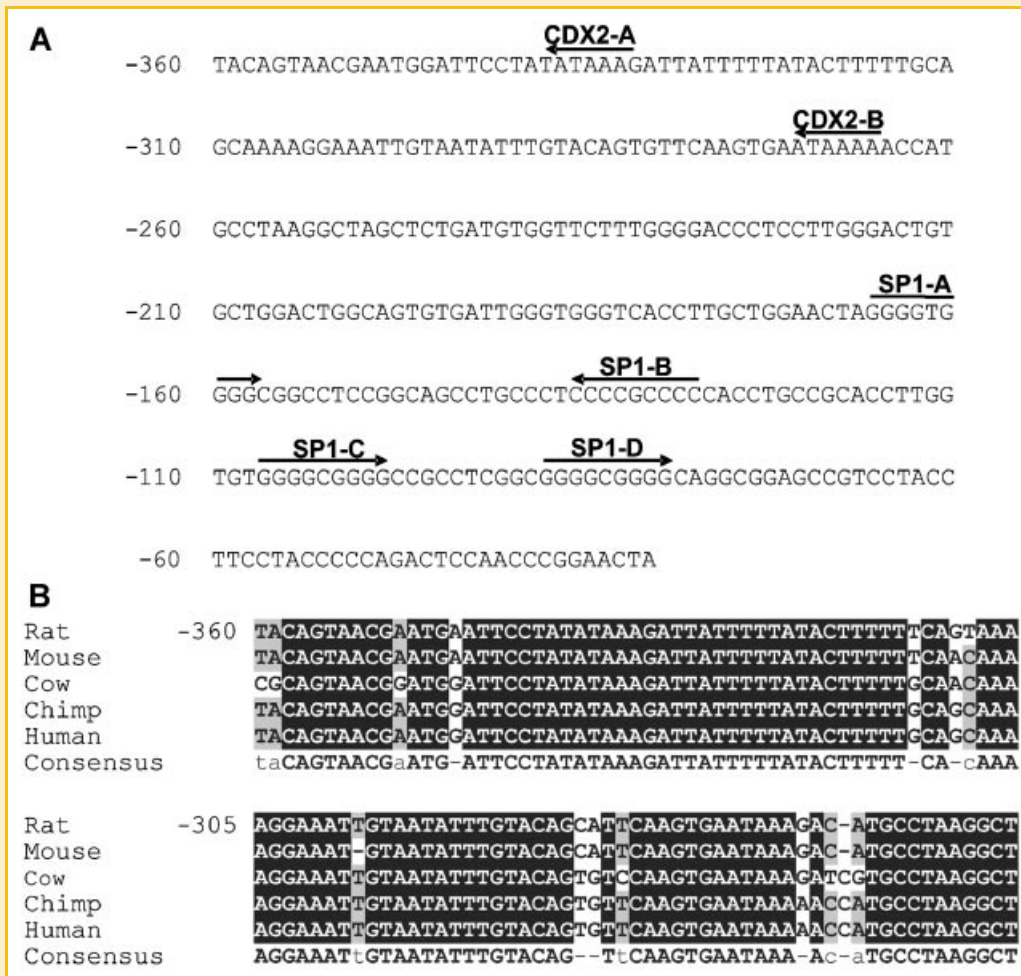 A
CDX2-A
-360 TACAGTAACGAATGGATTCCTATATAAAGATTATTTTTATACTTTTTGCA
CDX2-B
-310 GCAAAAGGAAATTGTAATATTTGTACAGTGTTCAAGTGAATAAAAACCAT
-260 GCCTAAGGCTAGCTCTGATGTGGTTCTTTGGGGACCCTCCTTGGGACTGT
SP1-A
-210 GCTGGACTGGCAGTGTGATTGGGTGGGTCACCTTGCTGGAACTAGGGGTG
SP1-B
-160 GGGCGGCCTCCGGCAGCCTGCCCTCCCCGCCCCCACCTGCCGCACCTTGG
SP1-C SP1-D
-110 TGTGGGGCGGGGCCGCCTCGGCGGGGCGGGGCAGGCGGAGCCGTCCTACC
-60 TTCCTACCCCCAGACTCCAACCCGGAACTA
B
Rat -360 TACAGTAACGAATGAATTCCTATATAAAGATTATTTTTATACTTTTTTCAGTAAA
Mouse TACAGTAACGAATGAATTCCTATATAAAGATTATTTTTATACTTTTTTCAACAAA
Cow CGCAGTAACGGATGGATTCCTATATAAAGATTATTTTTATACTTTTTGCAACAAA
Chimp TACAGTAACGAATGGATTCCTATATAAAGATTATTTTTATACTTTTTGCAGCAAA
Human TACAGTAACGAATGGATTCCTATATAAAGATTATTTTTATACTTTTTGCAGCAAA
Consensus taCAGTAACGaATG-ATTCCTATATAAAGATTATTTTTATACTTTTT-CA-cAAA
Rat -305 AGGAAATTGTAATATTTGTACAGCATTCAAGTGAATAAAGAC-ATGCCTAAGGCT
Mouse AGGAAAT-GTAATATTTGTACAGCATTCAAGTGAATAAAGAC-ATGCCTAAGGCT
Cow AGGAAATTGTAATATTTGTACAGTGTCCAAGTGAATAAAGATCGTGCCTAAGGCT
Chimp AGGAAATTGTAATATTTGTACAGTGTTCAAGTGAATAAAAACCATGCCTAAGGCT
Human AGGAAATTGTAATATTTGTACAGTGTTCAAGTGAATAAAAACCATGCCTAAGGCT
Consensus AGGAAATtGTAATATTTGTACAG--TtCAAGTGAATAAA-Ac-aTGCCTAAGGCT